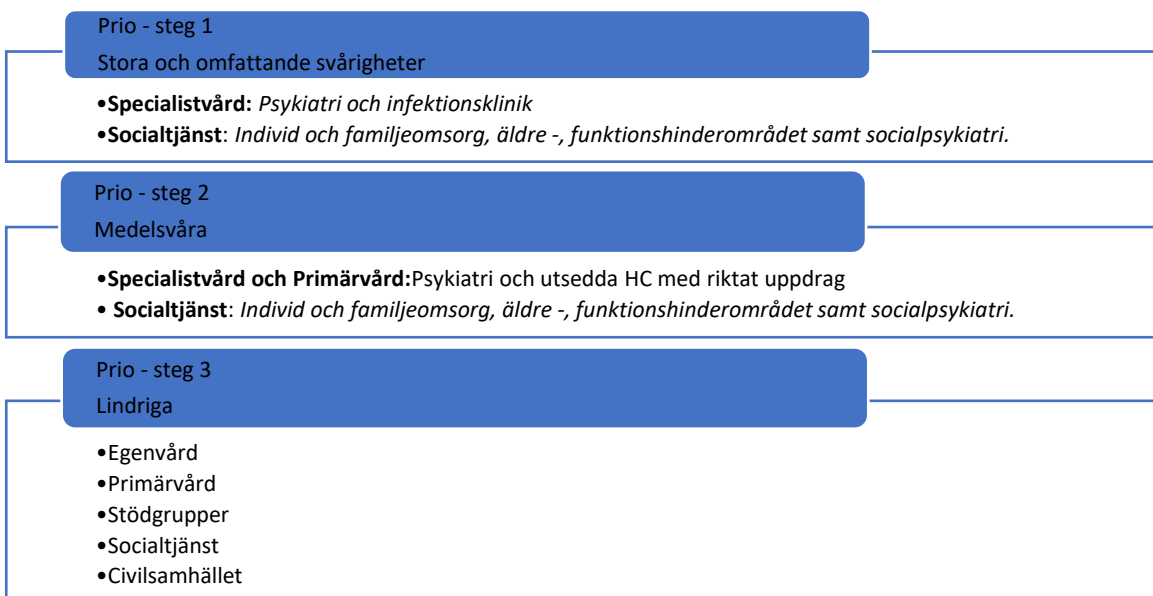 Prio - steg 1
Stora och omfattande svårigheter
•Specialistvård: Psykiatri och infektionsklinik
•Socialtjänst: Individ och familjeomsorg, äldre -, funktionshinderområdet samt socialpsykiatri.
Prio - steg 2
Medelsvåra
•Specialistvård och Primärvård:Psykiatri och utsedda HC med riktat uppdrag
• Socialtjänst: Individ och familjeomsorg, äldre -, funktionshinderområdet samt socialpsykiatri.
Prio - steg 3
Lindriga
•Egenvård
•Primärvård
•Stödgrupper
•Socialtjänst
•Civilsamhället